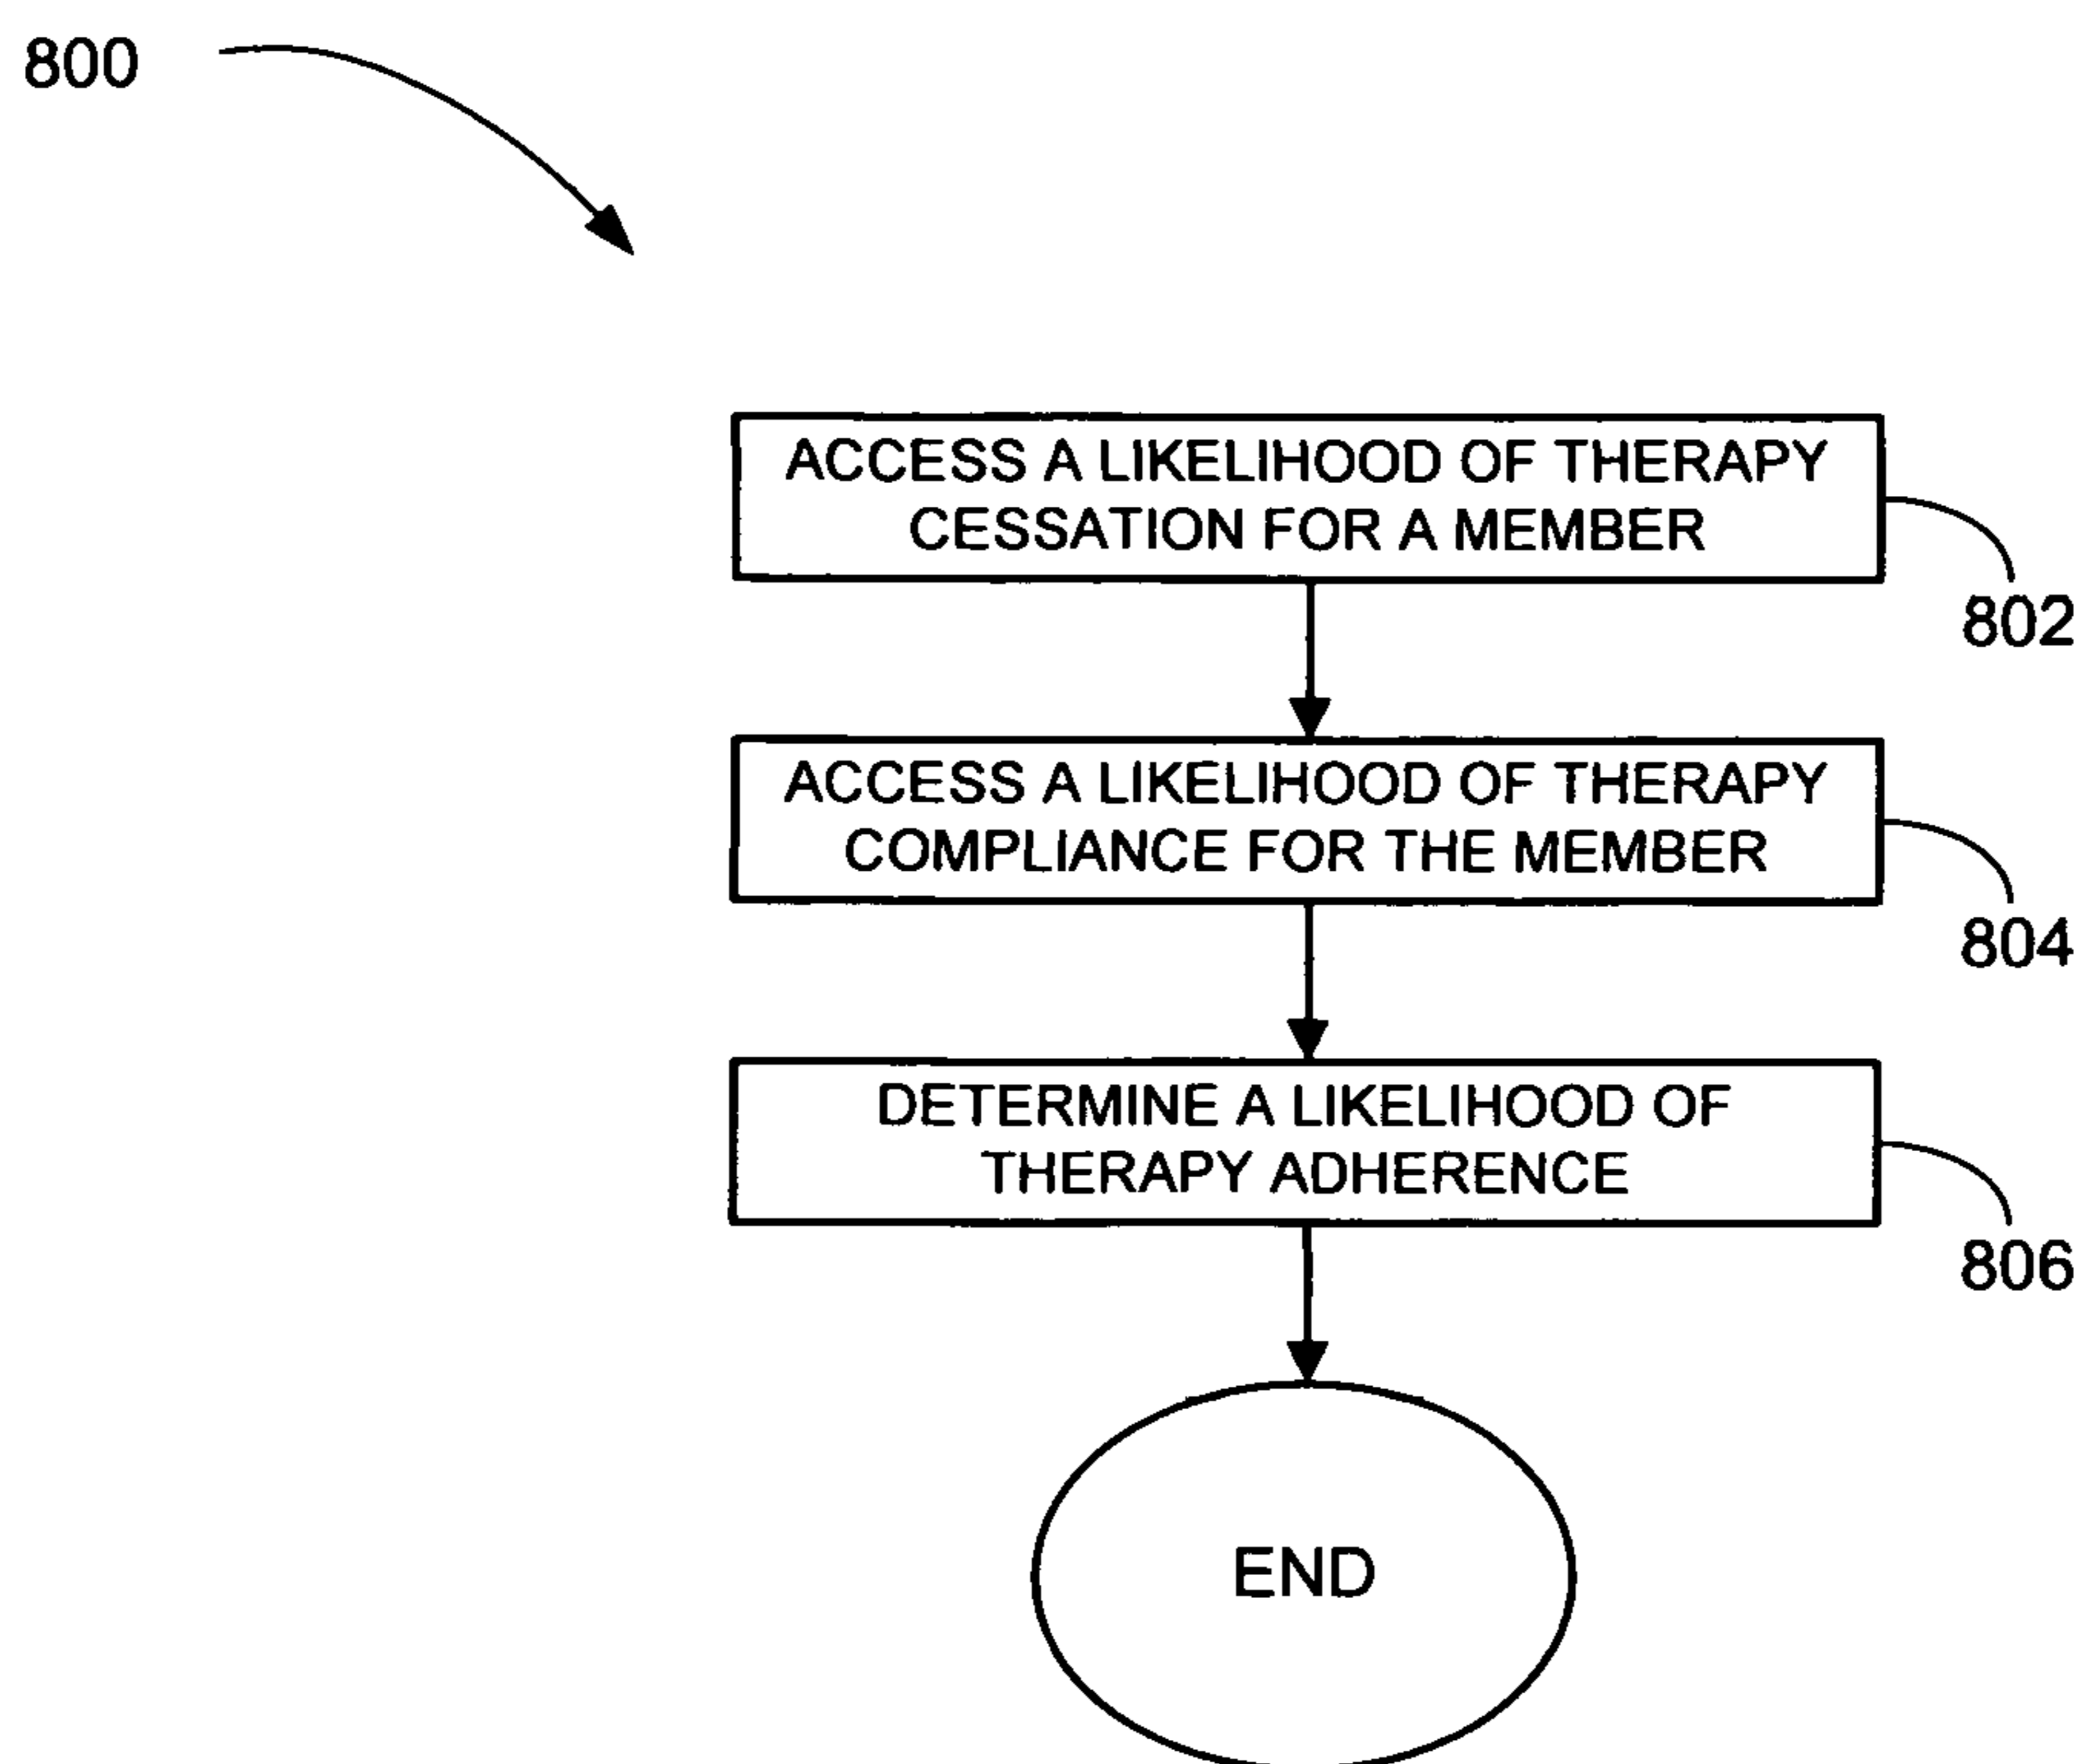 800
ACCESS A LIKELIHOOD OF THERAPY
CESSATION FOR A MEMBER
802
ACCESS A LIKELIHOOD OF THERAPY
COMPLIANCE FOR THE MEMBER
804
DETERMINE A LIKELIHOOD OF
THERAPY ADHERENCE
806
END